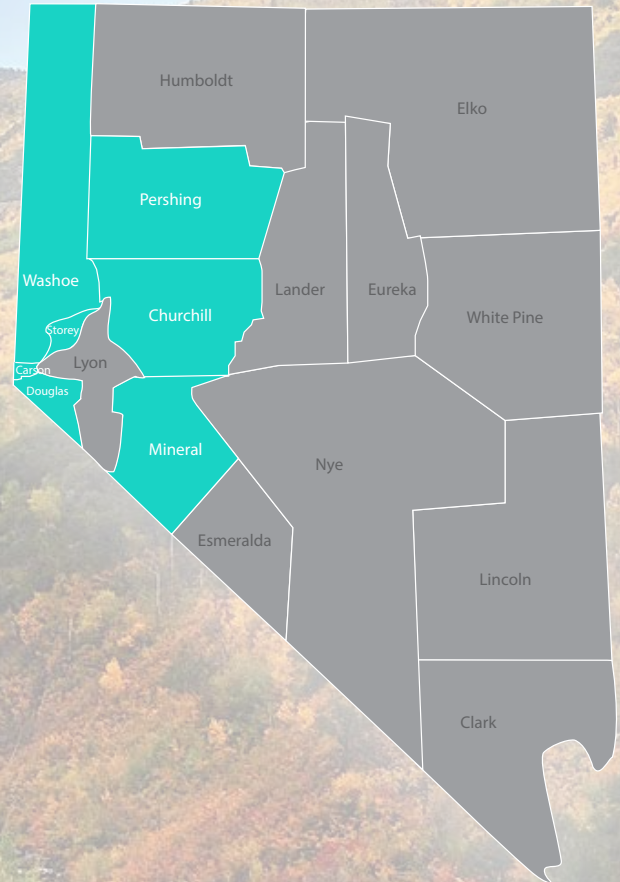 Humboldt
Elko
Pershing
Washoe
Lander
Eureka
Churchill
White Pine
Storey
Lyon
Carson
Douglas
Mineral
Nye
Esmeralda
Lincoln
Clark